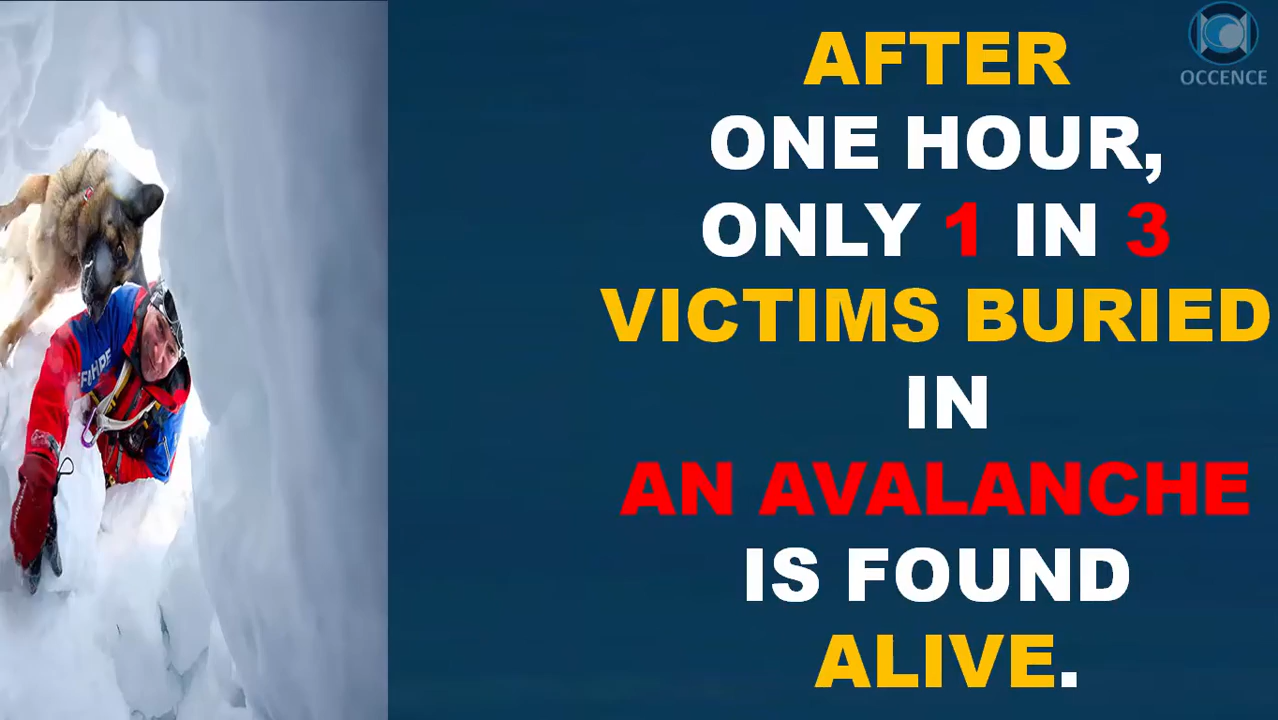 AFTER
ONE HOUR,
ONLY 1 IN 3
VICTIMS BURIED
IN
AN AVALANCHE
IS FOUND
ALIVE.
OCCENCE